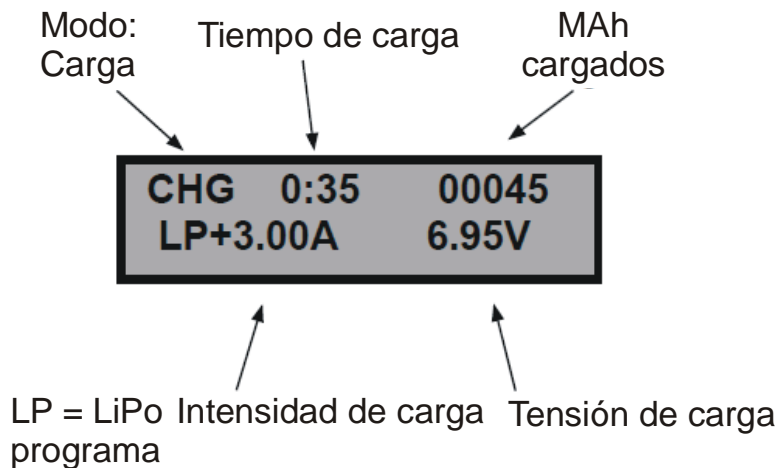 Modo:
Carga
Tiempo de carga
MAh
cargados
CHG 0:35 00045
LP+3.00A 6.95V
LP = LiPo
programa
Intensidad de carga
Tensión de carga